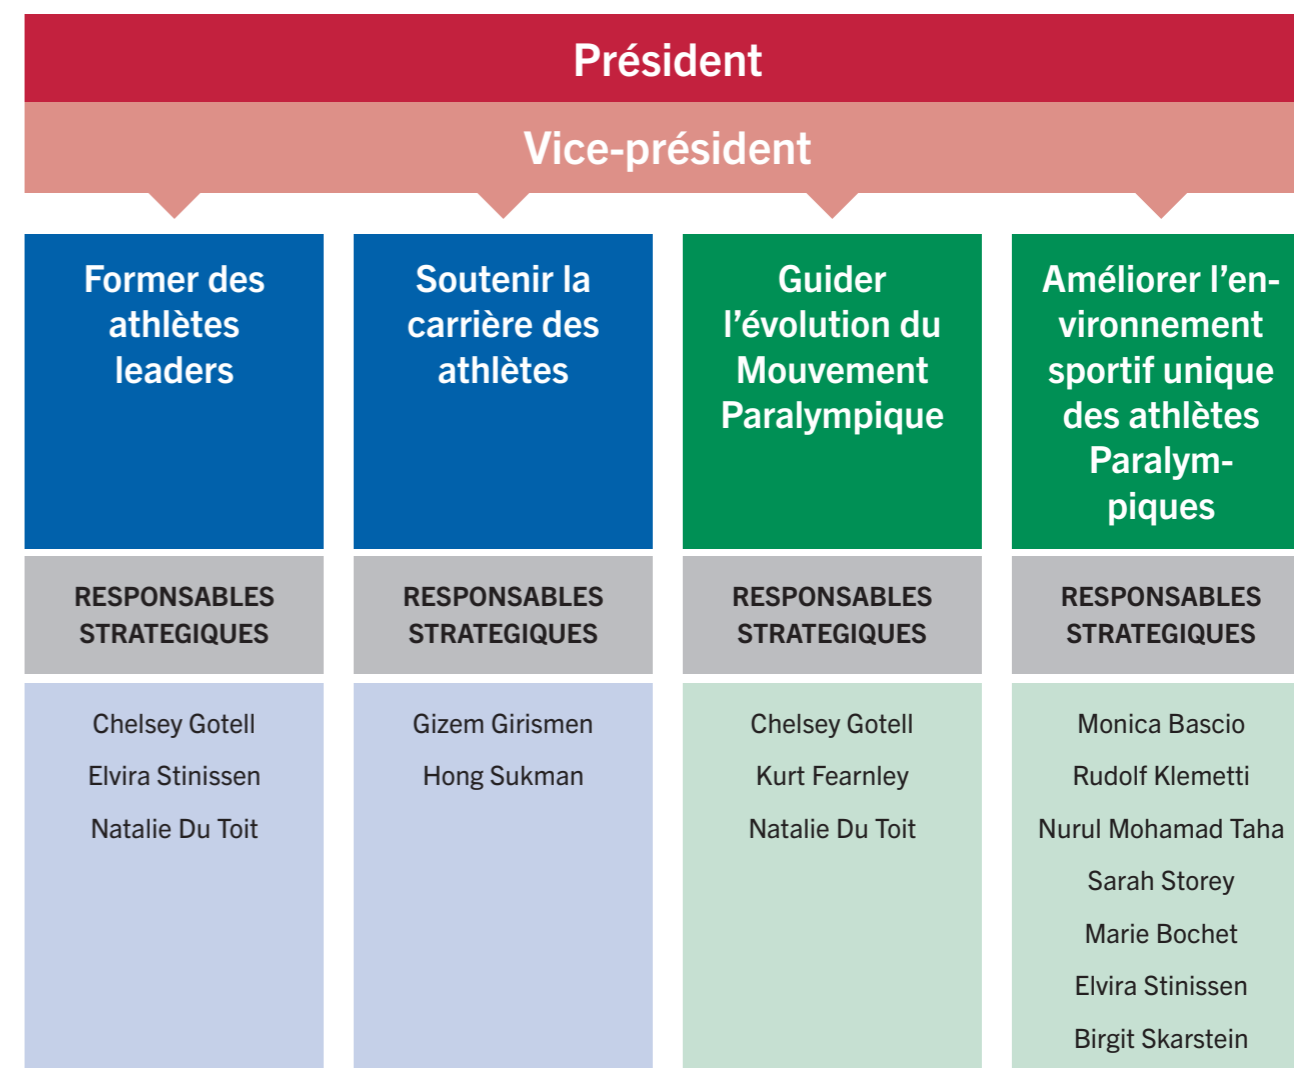 Président
Vice-président
Former des
athlètes
leaders
Soutenir la
carrière des
athlètes
Guider
l’évolution du
Mouvement
Paralympique
Améliorer l’en-
vironnement
sportif unique
des athlètes
Paralym-
piques
RESPONSABLES
STRATEGIQUES
RESPONSABLES
STRATEGIQUES
RESPONSABLES
STRATEGIQUES
RESPONSABLES
STRATEGIQUES
Chelsey Gotell
Elvira Stinissen
Natalie Du Toit
Gizem Girismen
Hong Sukman
Chelsey Gotell
Kurt Fearnley
Natalie Du Toit
Monica Bascio
Rudolf Klemetti
Nurul Mohamad Taha
Sarah Storey
Marie Bochet
Elvira Stinissen
Birgit Skarstein